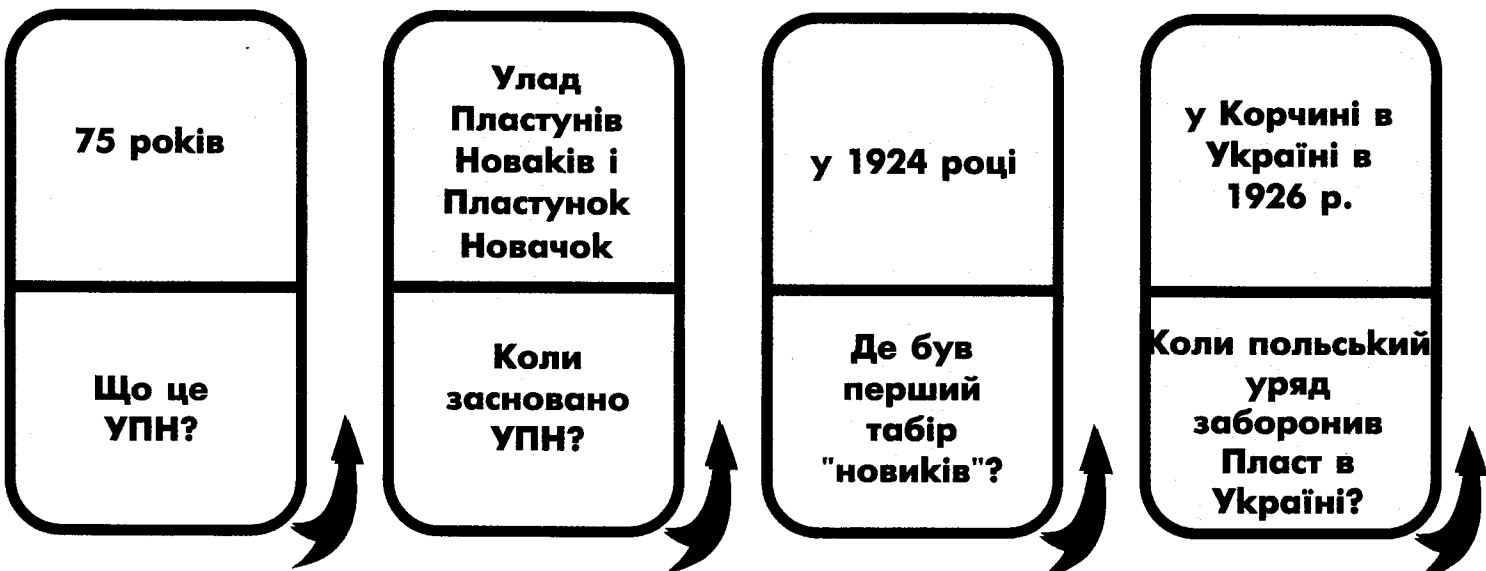 75 років
Що це
УПН?
Улад
Пластунів
Новаків і
Пластунок
Новачок
Коли
засновано
УПН?
у 1924 році
Де був
перший
табір
"новиків"?
у Корчині в
Україні в
1926 р.
Коли польський
уряд
заборонив
Пласт в
Україні?